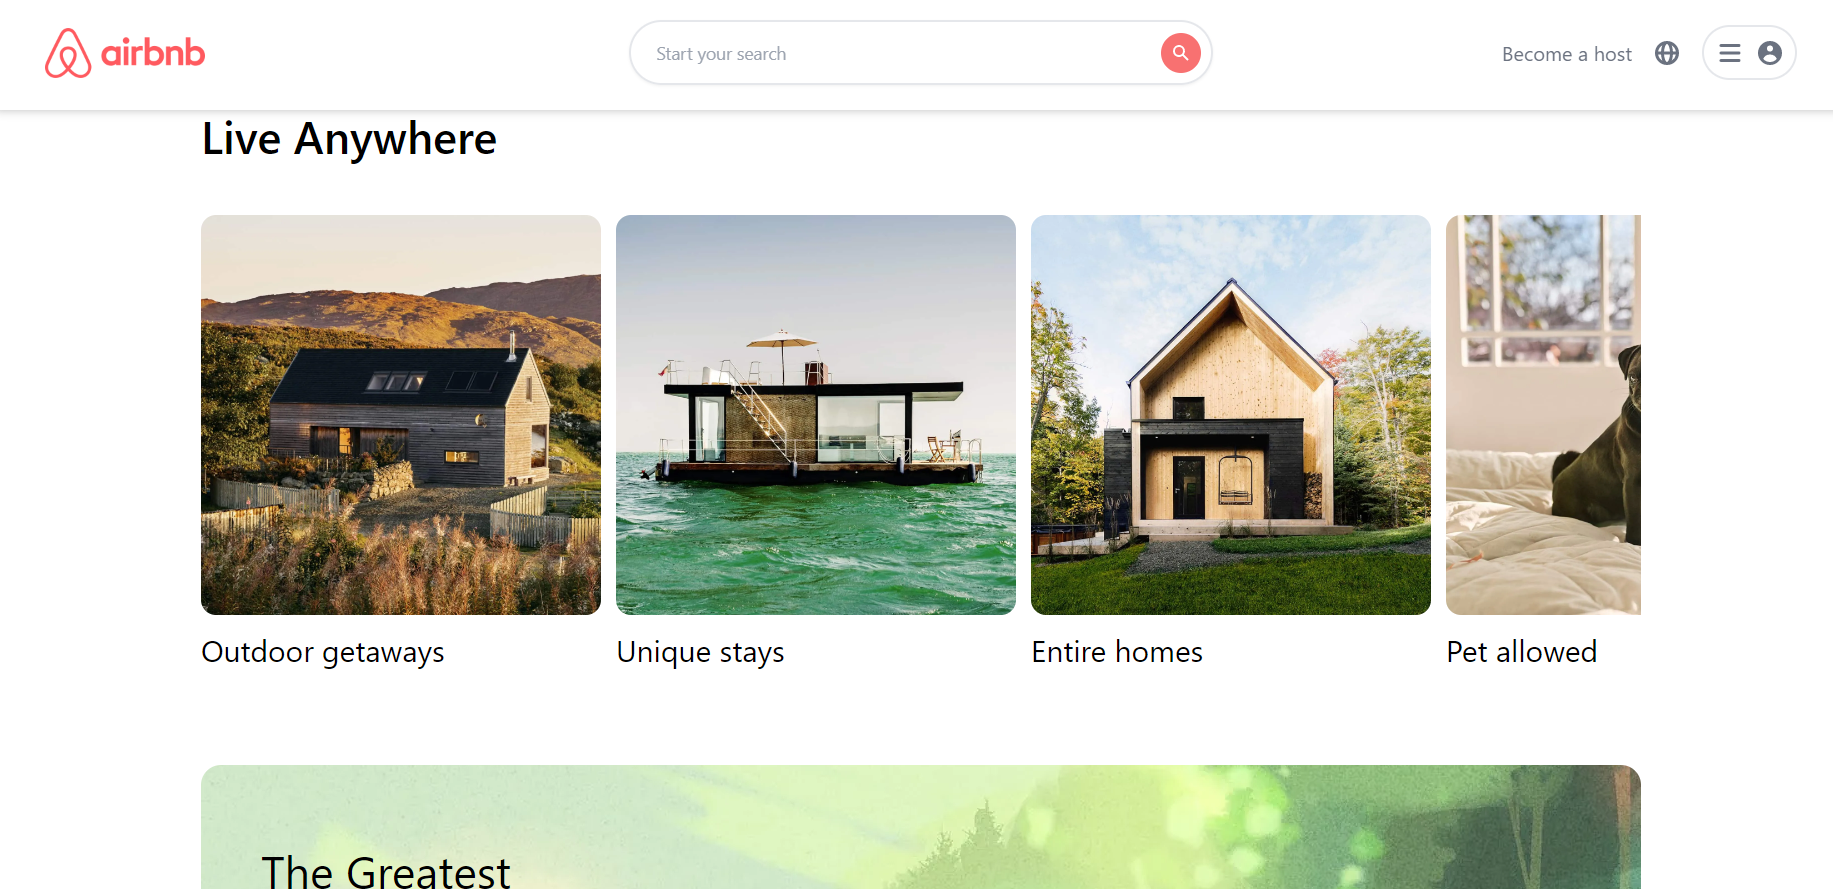 airbnb
Start your search
Become a host
Live Anywhere
Outdoor getaways
Unique stays
Entire homes
Pet allowed
The Greatest